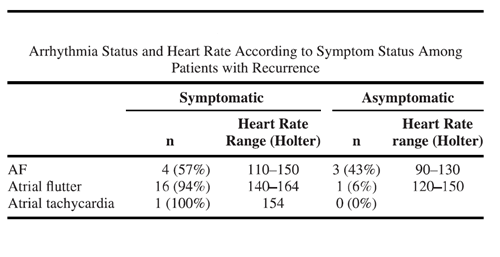 Arrhythmia Status and Heart Rate According to Symptom Status Among
Patients with Recurrence
Symptomatic Asymptomatic
Heart Rate Heart Rate
n Range (Holter) n range (Holter)
AF 4 (57%) 110–150 3 (43%) 90–130
Atrial flutter 16 (94%) 140–164 1 (6%) 120–150
Atrial tachycardia 1 (100%) 154 0 (0%)